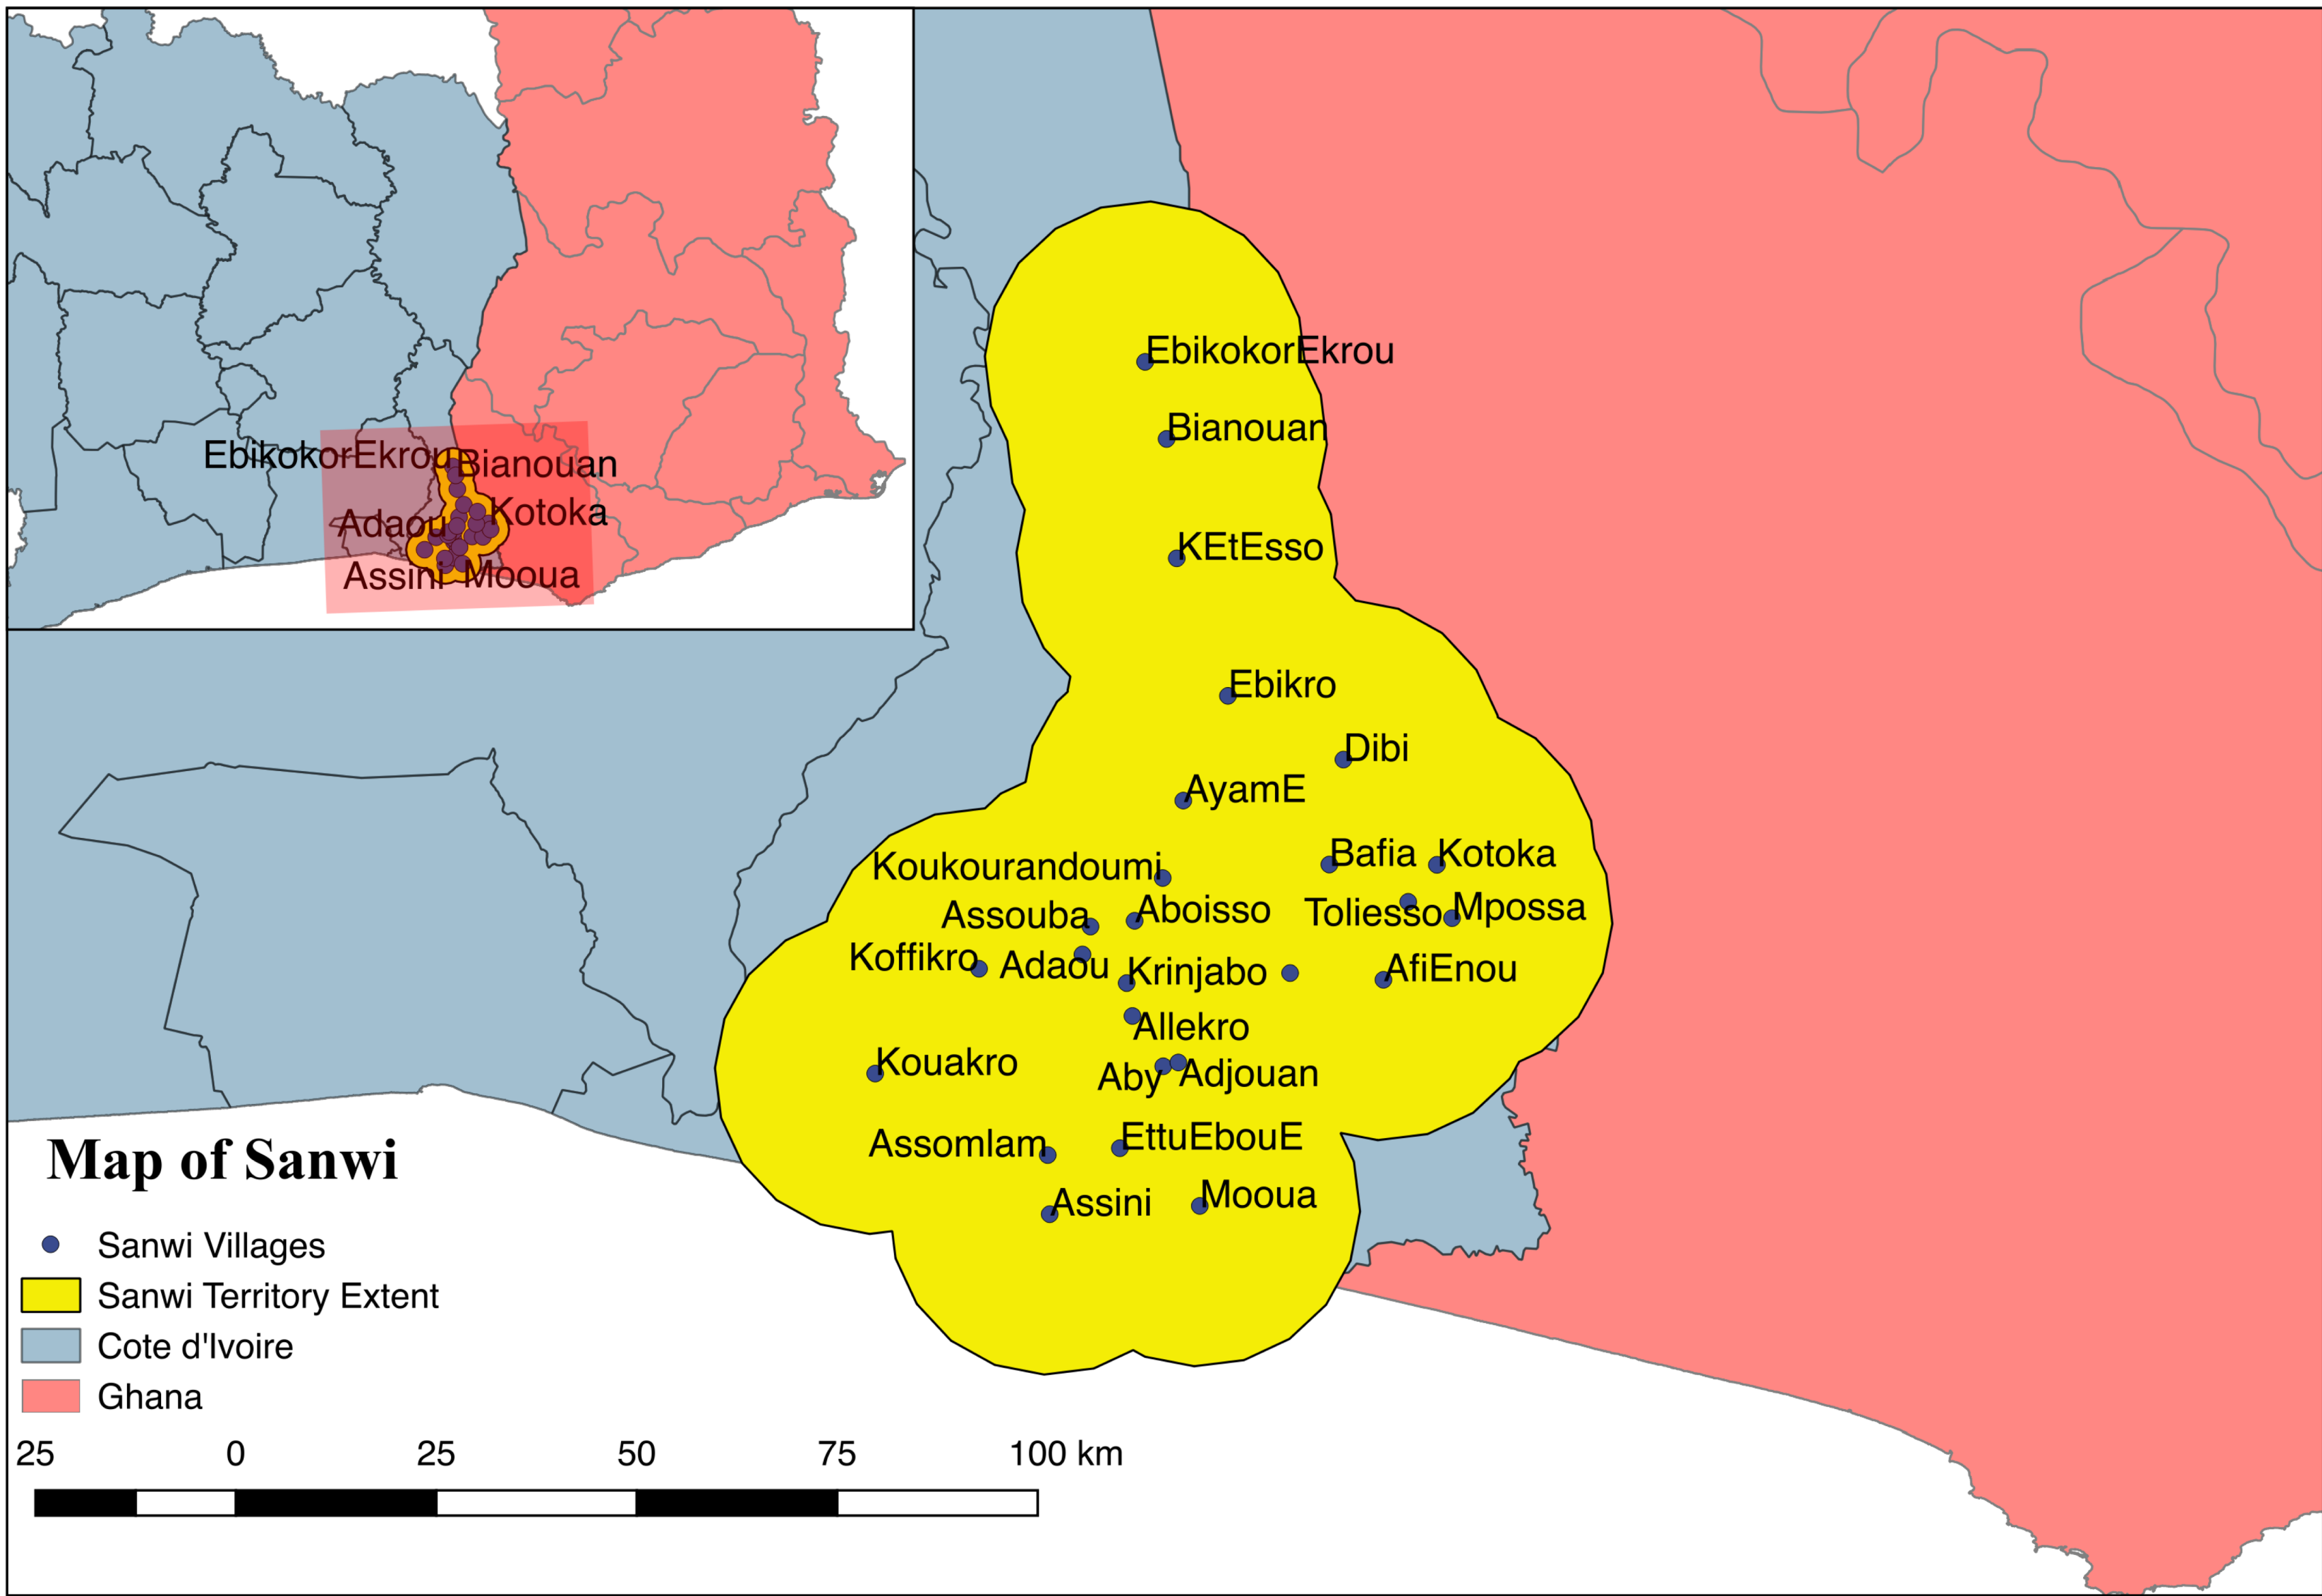 EbikokorEkrou
Bianouan
Kotoka
Adaou
Assini
Mooua
EbikokorEkrou
Bianouan
KEtEsso
Ebikro
Dibi
AyamE
Koukourandoumi
Bafia
Kotoka
Assouba
Aboisso
Toliesso
Mpossa
Koffikro
Adaou
Krinjabo
AfiEnou
Allekro
Kouakro
Aby
Adjouan
Assomlam
EttuEbouE
Assini
Mooua
Map of Sanwi
Sanwi Villages
Sanwi Territory Extent
Cote d'Ivoire
Ghana
25 0 25 50 75 100 km